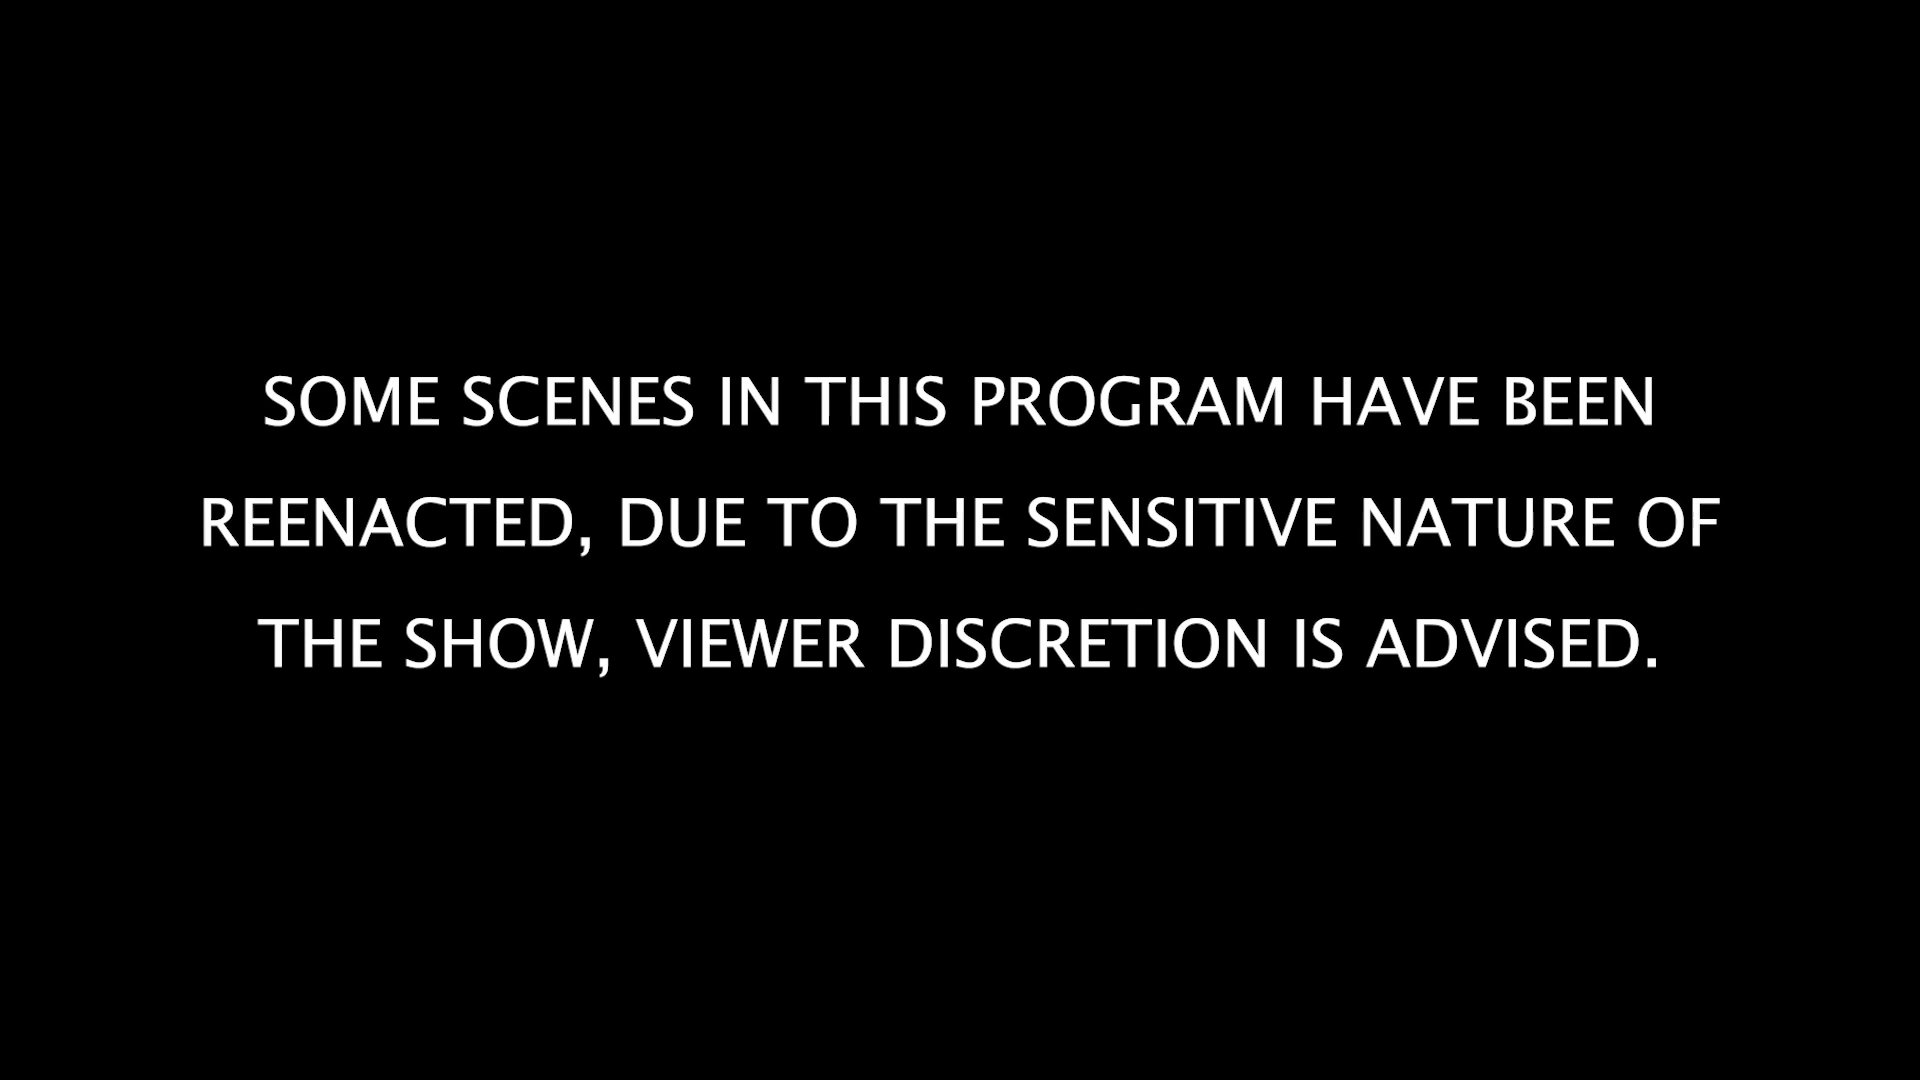 SOME SCENES IN THIS PROGRAM HAVE BEEN
REENACTED, DUE TO THE SENSITIVE NATURE OF
THE SHOW, VIEWER DISCRETION IS ADVISED.